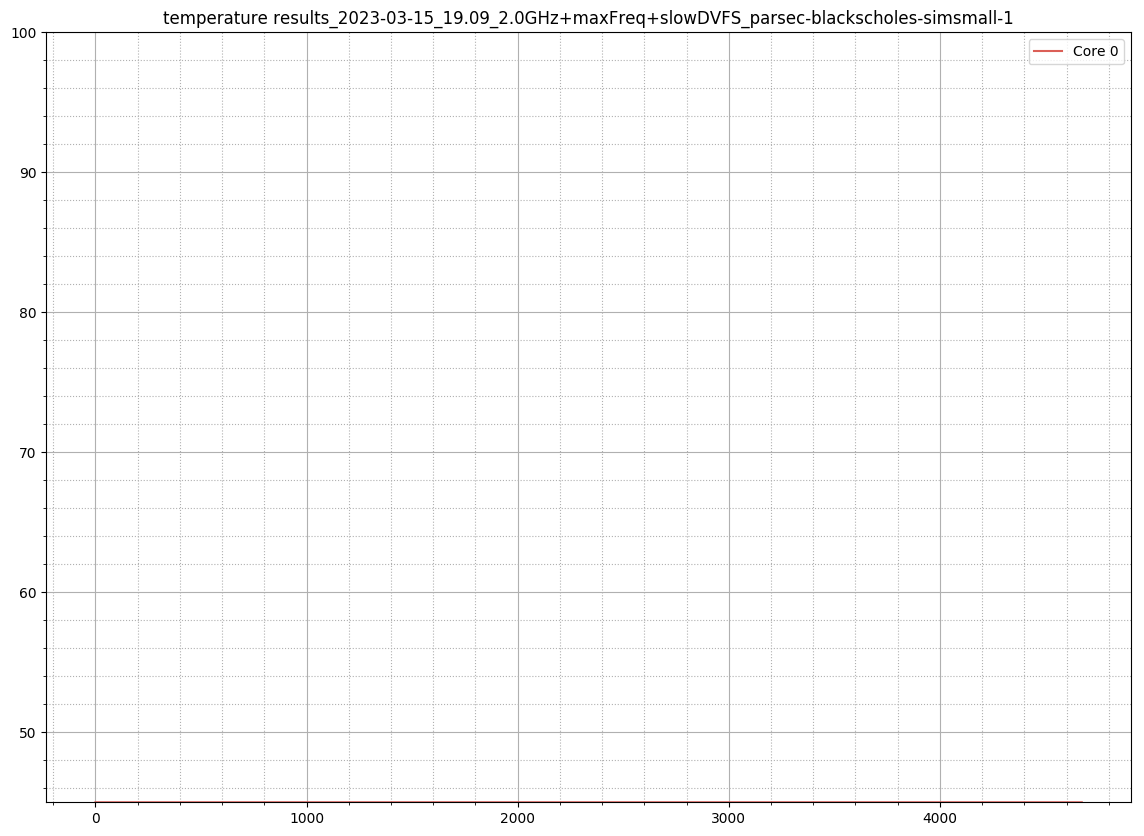 temperature results_2023-03-15_19.09_2.0GHz+maxFreq+slowDVFS_parsec-blackscholes-simsmall-1
Core 0
100
90
80
70
60
50
0 1000 2000 3000 4000